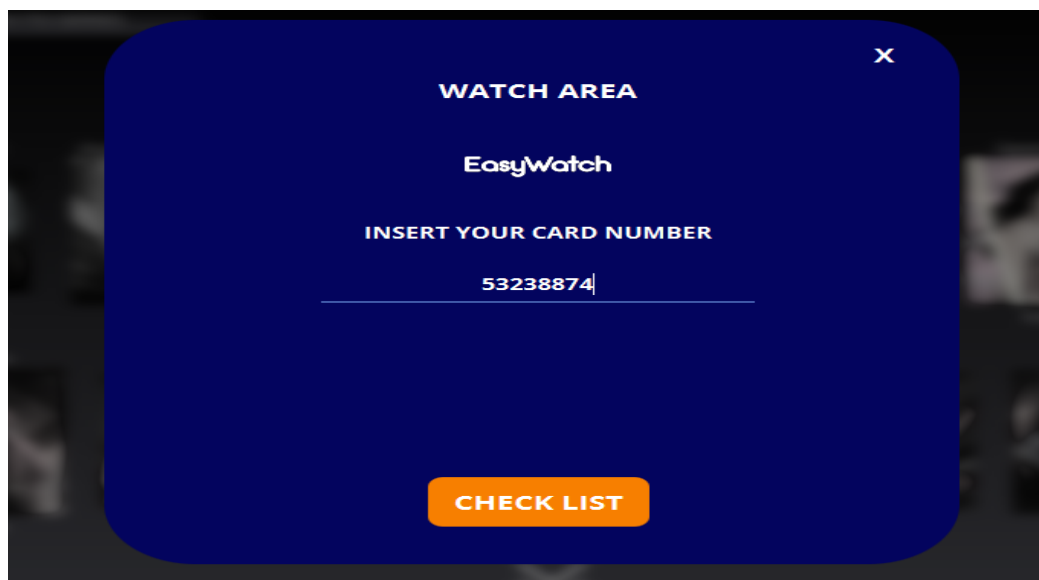 X
WATCH AREA
EasyWatch
INSERT YOUR CARD NUMBER
53238874
CHECK LIST